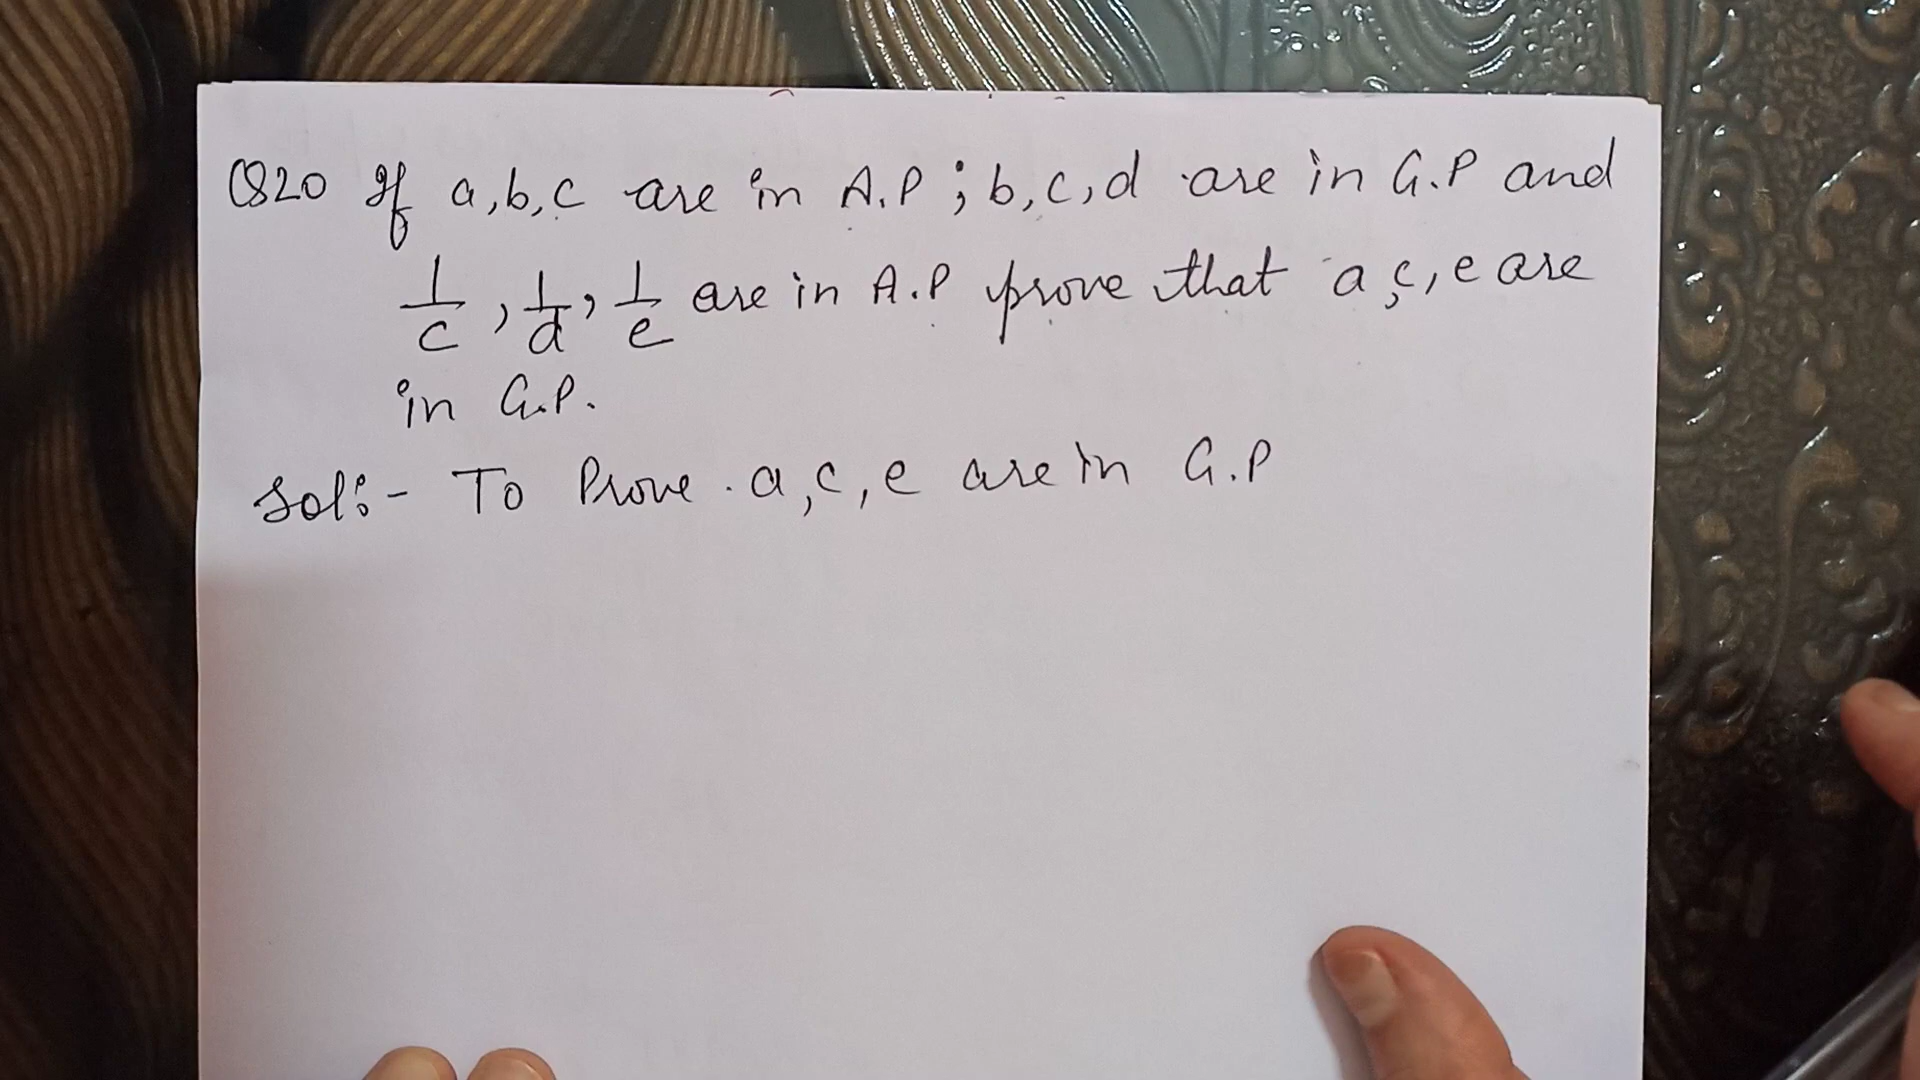 Q20 If a,b,c are in A.P ; b,c,d are in G.P and
1/c , 1/d , 1/e are in A.P prove that a,c,e are
in G.P.
Sol:- To Prove . a,c,e are in G.P